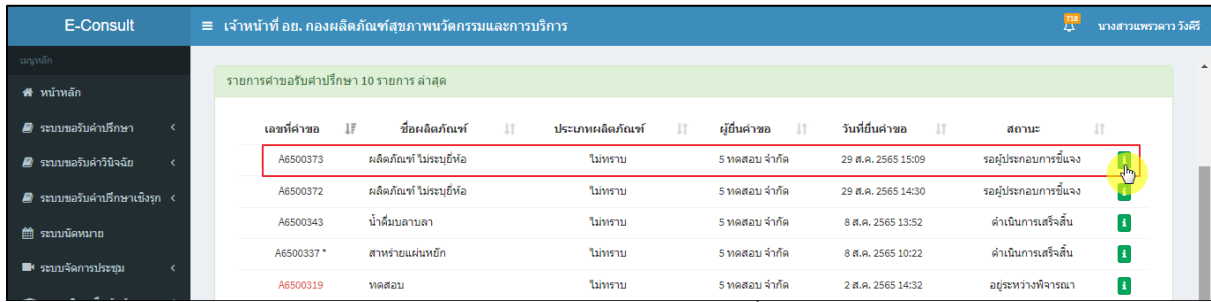 E-Consult
≡ เจ้าหน้าที่ อย. กองผลิตภัณฑ์สุขภาพนวัตกรรมและการบริการ
718
นางสาวแพรวดาว วังคีรี
เมนูหลัก
หน้าหลัก
ระบบขอรับคำปรึกษา
ระบบขอรับคำวินิจฉัย
ระบบขอรับคำปรึกษาเชิงรุก
ระบบนัดหมาย
ระบบจัดการประชุม
รายการคำขอรับคำปรึกษา 10 รายการ ล่าสุด
เลขที่คำขอ ชื่อผลิตภัณฑ์ ประเภทผลิตภัณฑ์ ผู้ยื่นคำขอ วันที่ยื่นคำขอ สถานะ
A6500373 ผลิตภัณฑ์ ไม่ระบุยี่ห้อ ไม่ทราบ 5 ทดสอบ จำกัด 29 ส.ค. 2565 15:09 รอผู้ประกอบการชี้แจง
A6500372 ผลิตภัณฑ์ ไม่ระบุยี่ห้อ ไม่ทราบ 5 ทดสอบ จำกัด 29 ส.ค. 2565 14:30 รอผู้ประกอบการชี้แจง
A6500343 น้ำดื่มบลาบลา ไม่ทราบ 5 ทดสอบ จำกัด 8 ส.ค. 2565 13:52 ดำเนินการเสร็จสิ้น
A6500337 * สาหร่ายแผ่นหยัก ไม่ทราบ 5 ทดสอบ จำกัด 8 ส.ค. 2565 10:22 ดำเนินการเสร็จสิ้น
A6500319 ทดสอบ ไม่ทราบ 5 ทดสอบ จำกัด 2 ส.ค. 2565 14:32 อยู่ระหว่างพิจารณา